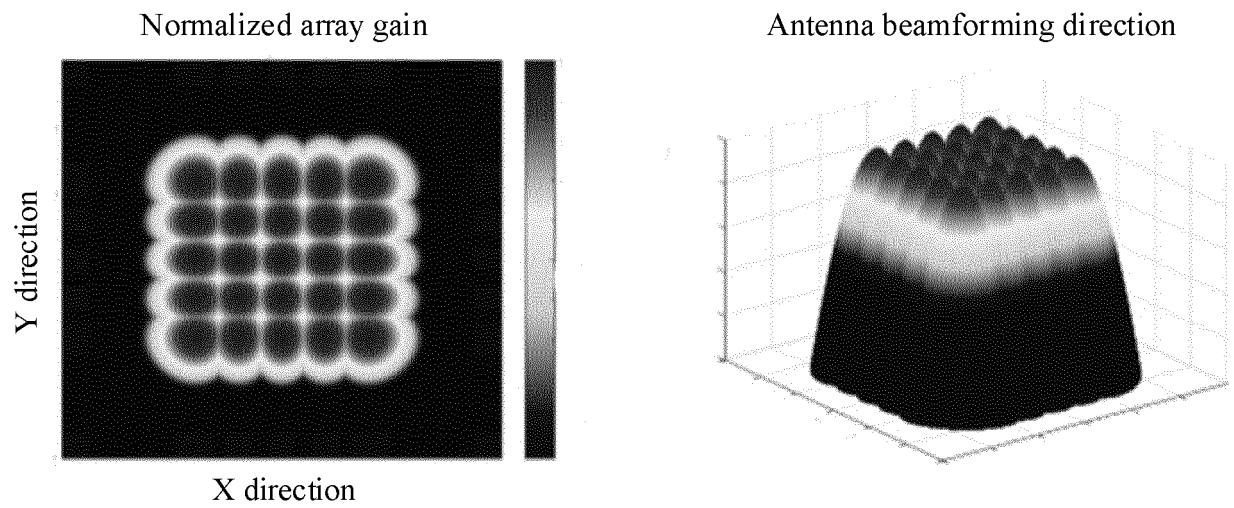 Normalized array gain
Antenna beamforming direction
Y direction
X direction